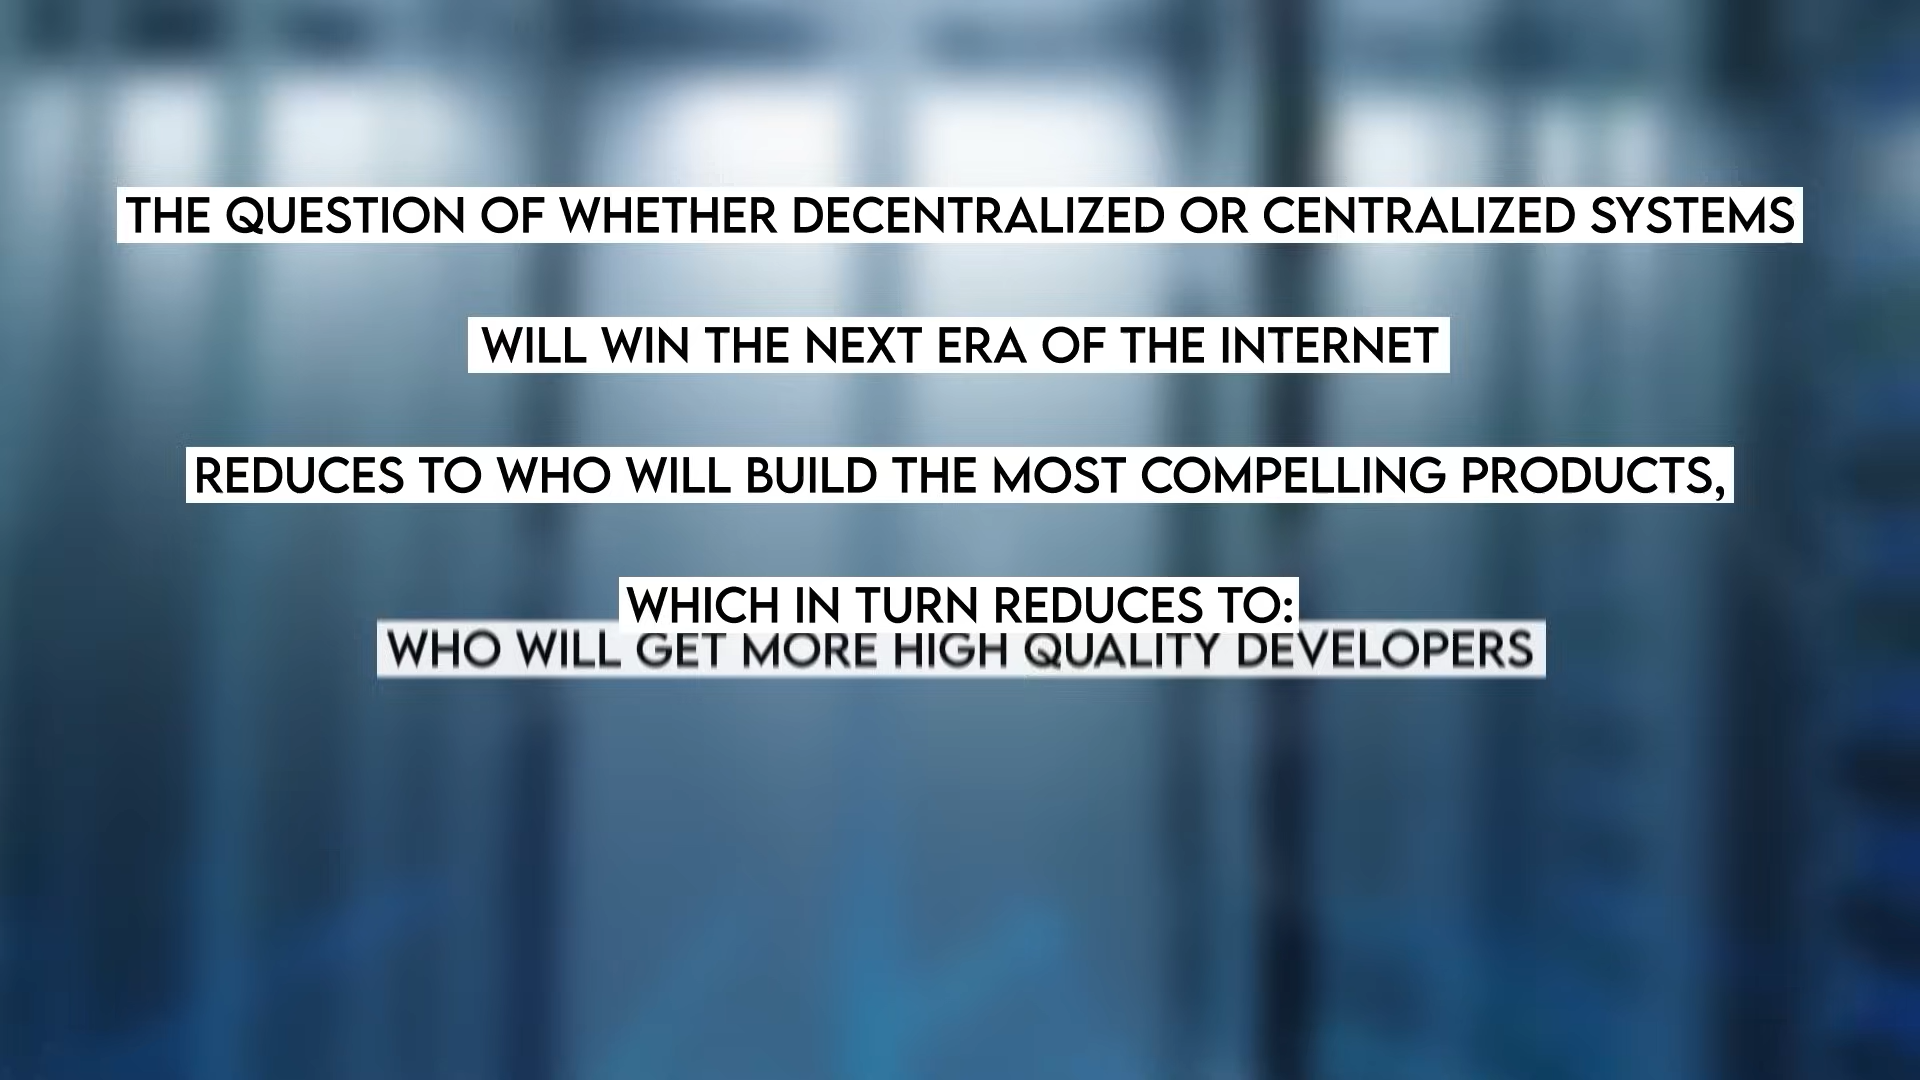 THE QUESTION OF WHETHER DECENTRALIZED OR CENTRALIZED SYSTEMS
WILL WIN THE NEXT ERA OF THE INTERNET
REDUCES TO WHO WILL BUILD THE MOST COMPELLING PRODUCTS,
WHICH IN TURN REDUCES TO:
WHO WILL GET MORE HIGH QUALITY DEVELOPERS